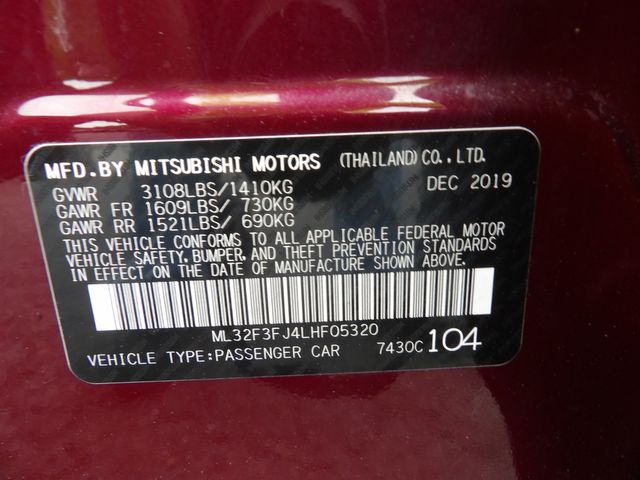 MFD.BY MITSUBISHI MOTORS (THAILAND)CO.,LTD.
GVWR 3108LBS/1410KG DEC 2019
GAWR FR 1609LBS/ 730KG
GAWR RR 1521LBS/ 690KG
THIS VEHICLE CONFORMS TO ALL APPLICABLE FEDERAL MOTOR
VEHICLE SAFETY, BUMPER, AND THEFT PREVENTION STANDARDS
IN EFFECT ON THE DATE OF MANUFACTURE SHOWN ABOVE.
ML32F3FJ4LHF05320
VEHICLE TYPE:PASSENGER CAR 7430C 104